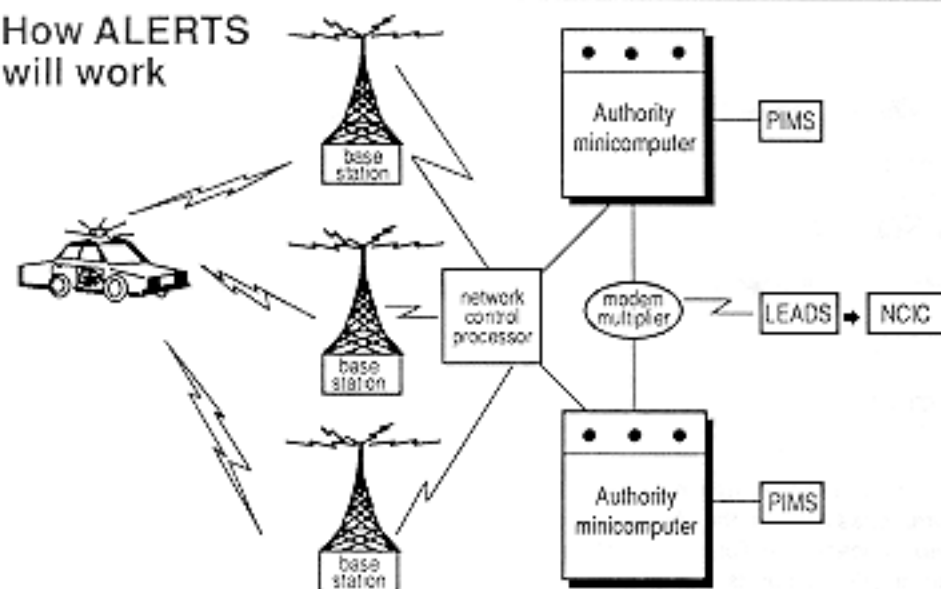 How ALERTS
will work
base
station
base
station
base
station
network
control
processor
Authority
minicomputer
PIMS
modem
multiplier
LEADS
NCIC
Authority
minicomputer
PIMS